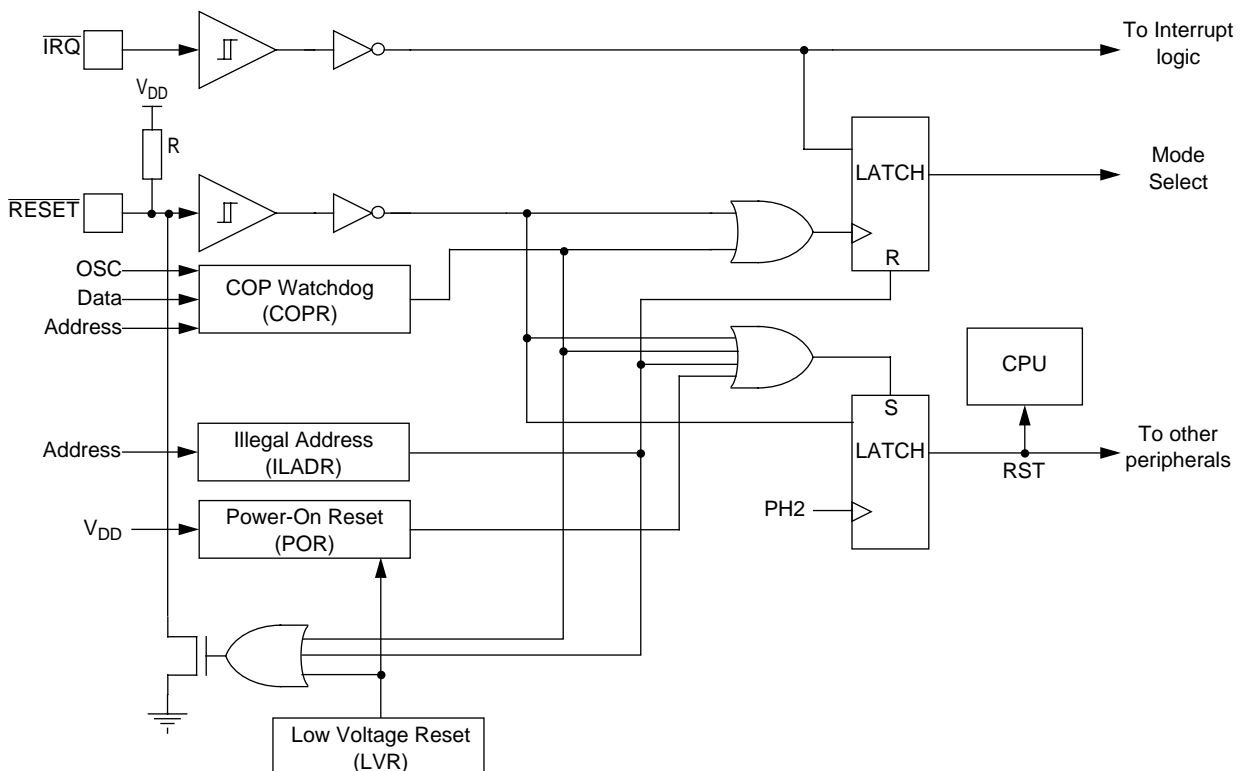 IRQ
To Interrupt
logic
VDD
R
LATCH
Mode
Select
RESET
R
OSC
Data
Address
COP Watchdog
(COPR)
CPU
S
Address
Illegal Address
(ILADR)
LATCH
To other
peripherals
RST
VDD
Power-On Reset
(POR)
PH2
Low Voltage Reset
(LVR)